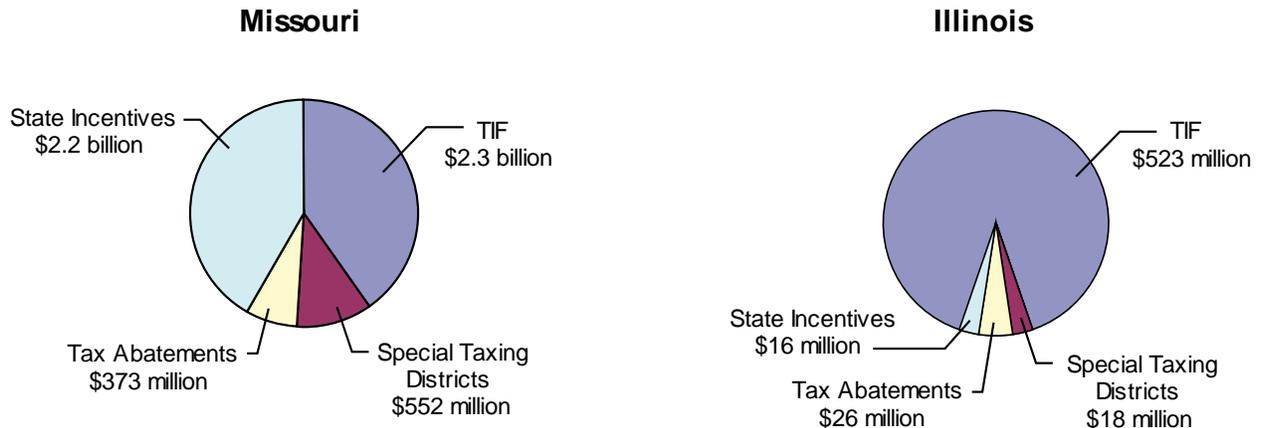 Missouri
State Incentives
$2.2 billion
TIF
$2.3 billion
Tax Abatements
$373 million
Special Taxing
Districts
$552 million
Illinois
TIF
$523 million
State Incentives
$16 million
Tax Abatements
$26 million
Special Taxing
Districts
$18 million